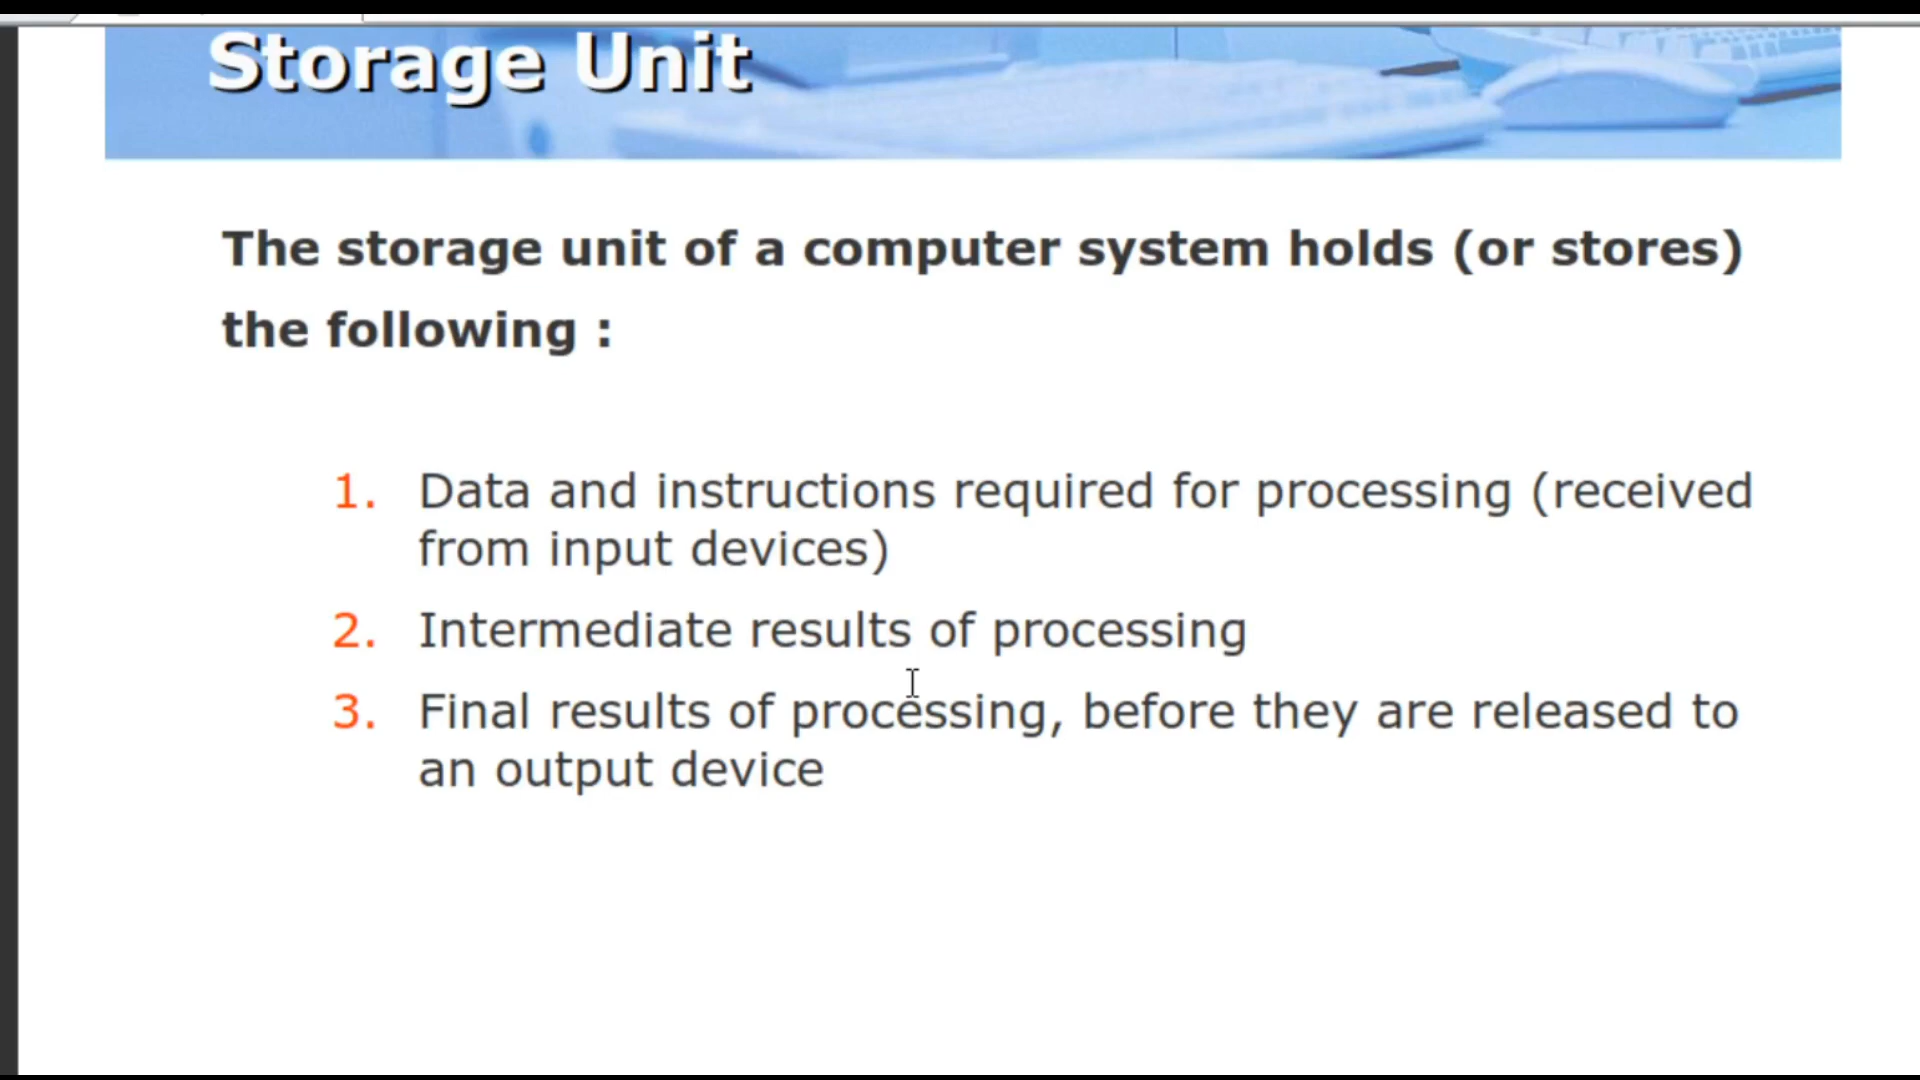 Storage Unit
The storage unit of a computer system holds (or stores)
the following :
1. Data and instructions required for processing (received
from input devices)
2. Intermediate results of processing
3. Final results of processing, before they are released to
an output device